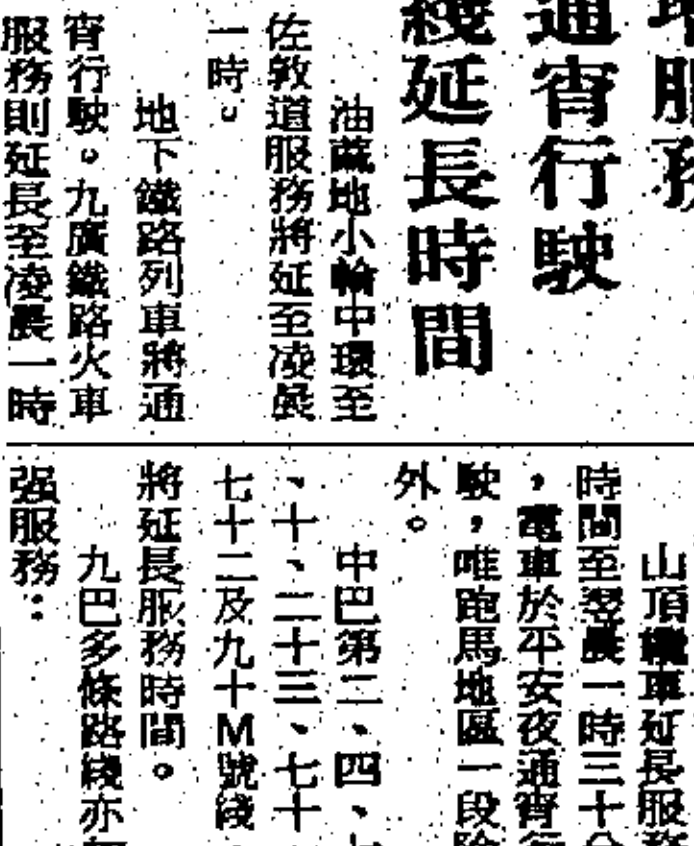 服務
通宵行駛
綫延長時間
油蔴地小輪中環至
佐敦道服務將延至凌晨
一時。
地下鐵路列車將通
宵行駛。九廣鐵路火車
服務則延長至凌晨一時
山頂纜車延長服務
時間至翌晨一時三十分
，電車於平安夜通宵行
駛，唯跑馬地區一段除
外。
中巴第二、四、
、十、二十三、七十
七十二及九十M號綫
將延長服務時間。
九巴多條路綫亦加
强服務：